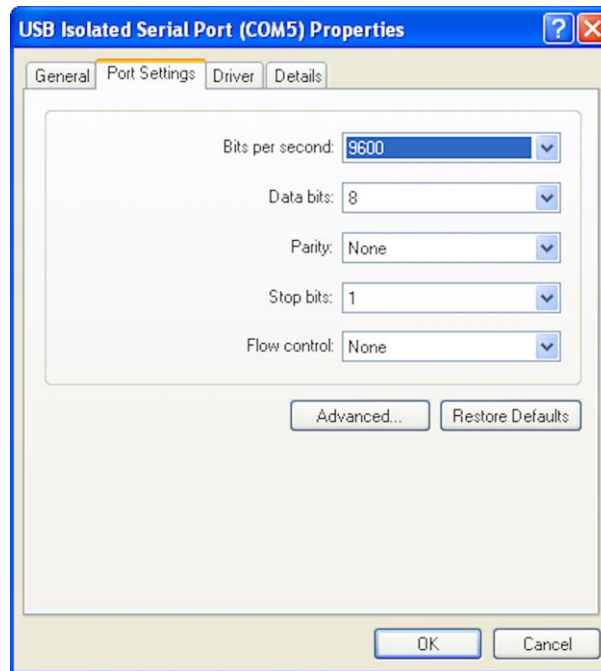 USB Isolated Serial Port (COM5) Properties
General Port Settings Driver Details
Bits per second: 9600
Data bits: 8
Parity: None
Stop bits: 1
Flow control: None
Advanced... Restore Defaults
OK Cancel